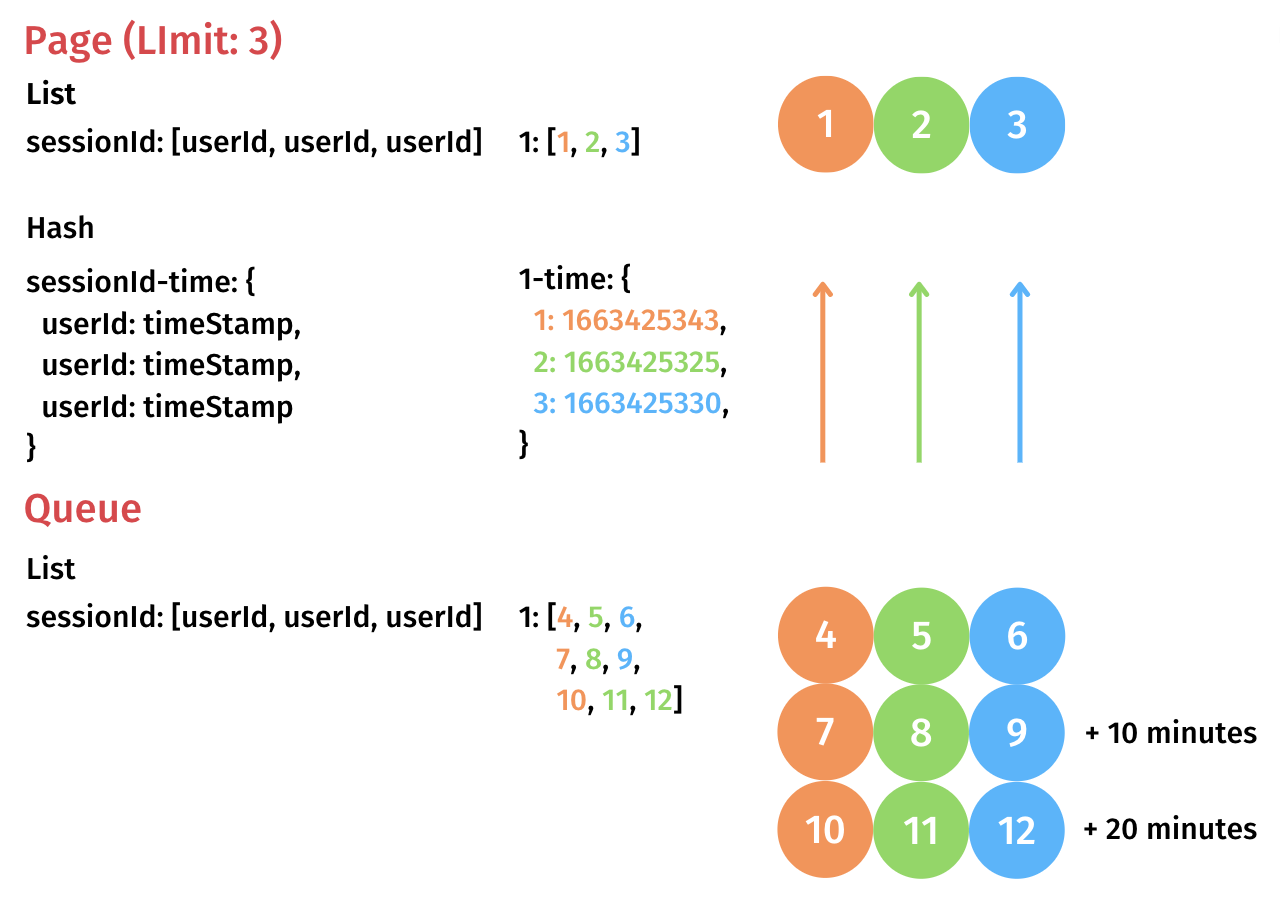 Page (LImit: 3)
List
sessionId: [userId, userId, userId]
1: [1, 2, 3]
1 2 3
Hash
sessionId-time: {
userId: timeStamp,
userId: timeStamp,
userId: timeStamp
}
1-time: {
1: 1663425343,
2: 1663425325,
3: 1663425330,
}
Queue
List
sessionId: [userId, userId, userId]
1: [4, 5, 6,
7, 8, 9,
10, 11, 12]
4 5 6
7 8 9 + 10 minutes
10 11 12 + 20 minutes